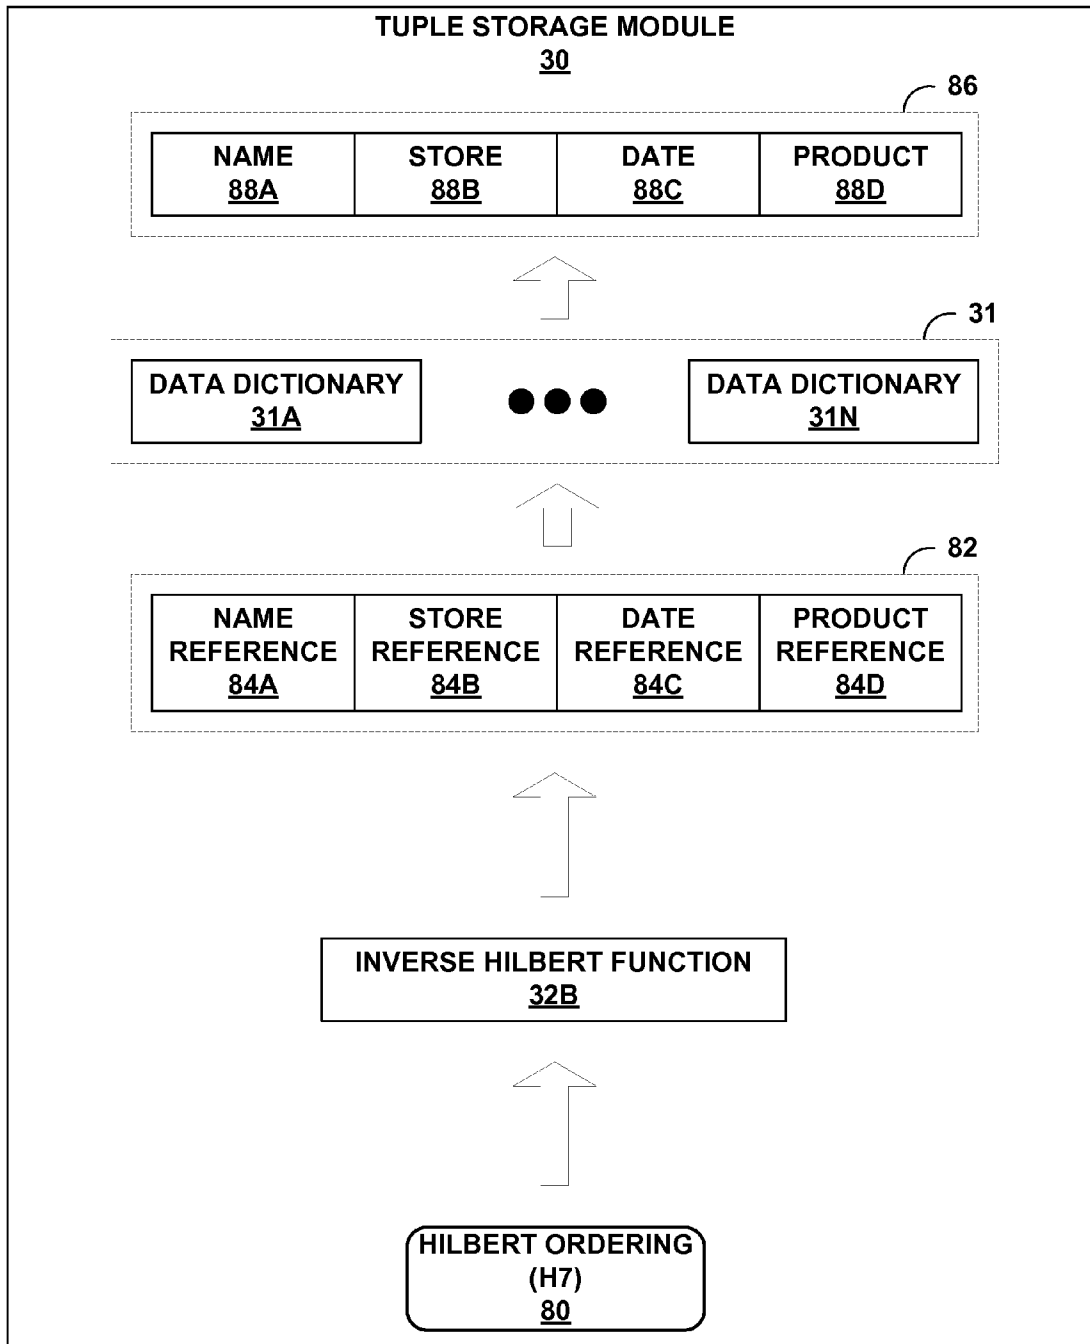 TUPLE STORAGE MODULE
30
86
NAME STORE DATE PRODUCT
88A 88B 88C 88D
31
DATA DICTIONARY DATA DICTIONARY
31A 31N
82
NAME STORE DATE PRODUCT
REFERENCE REFERENCE REFERENCE REFERENCE
84A 84B 84C 84D
INVERSE HILBERT FUNCTION
32B
HILBERT ORDERING
(H7)
80